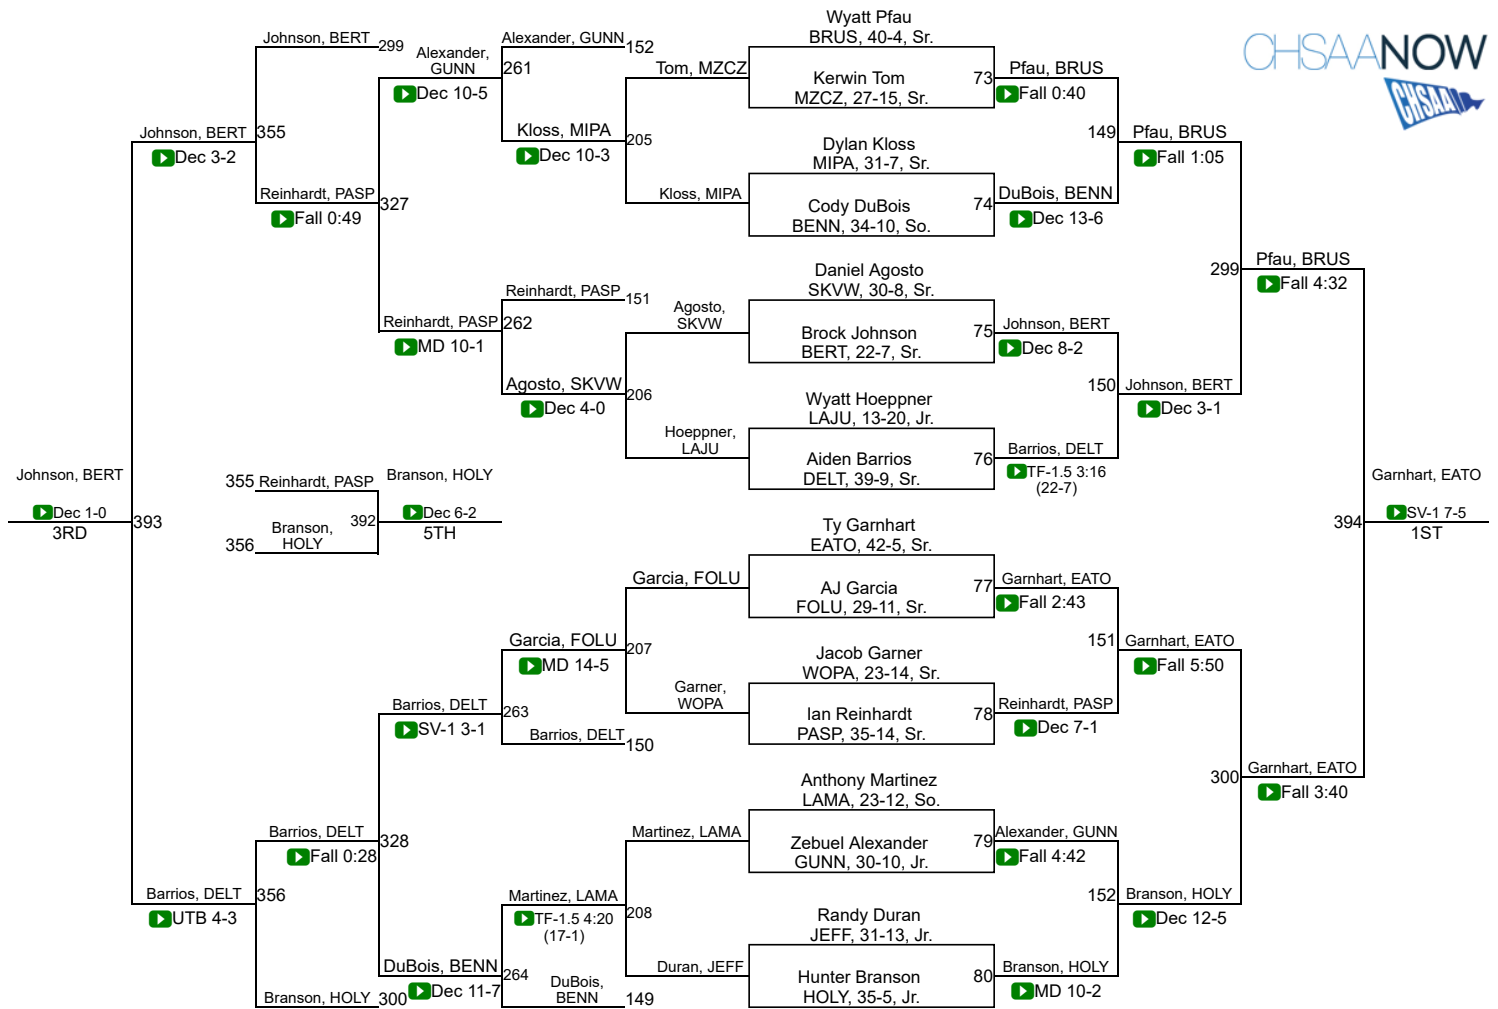 CHSAANOW
CHSAA
Wyatt Pfau
BRUS, 40-4, Sr.
Kerwin Tom
MZCZ, 27-15, Sr.
73
Dylan Kloss
MIPA, 31-7, Sr.
Cody DuBois
BENN, 34-10, So.
74
Daniel Agosto
SKVW, 30-8, Sr.
Brock Johnson
BERT, 22-7, Sr.
75
Wyatt Hoeppner
LAJU, 13-20, Jr.
Aiden Barrios
DELT, 39-9, Sr.
76
Ty Garnhart
EATO, 42-5, Sr.
AJ Garcia
FOLU, 29-11, Sr.
77
Jacob Garner
WOPA, 23-14, Sr.
Ian Reinhardt
PASP, 35-14, Sr.
78
Anthony Martinez
LAMA, 23-12, So.
Zebuel Alexander
GUNN, 30-10, Jr.
79
Randy Duran
JEFF, 31-13, Jr.
Hunter Branson
HOLY, 35-5, Jr.
80
Pfau, BRUS
Fall 0:40
DuBois, BENN
Dec 13-6
Johnson, BERT
Dec 8-2
Barrios, DELT
TF-1.5 3:16
(22-7)
Garnhart, EATO
Fall 2:43
Reinhardt, PASP
Dec 7-1
Alexander, GUNN
Fall 4:42
Branson, HOLY
MD 10-2
149
Pfau, BRUS
Fall 1:05
150
Johnson, BERT
Dec 3-1
151
Garnhart, EATO
Fall 5:50
152
Branson, HOLY
Dec 12-5
299
Pfau, BRUS
Fall 4:32
300
Garnhart, EATO
Fall 3:40
394
Garnhart, EATO
SV-1 7-5
1ST
Tom, MZCZ
Kloss, MIPA
Agosto,
SKVW
Hoeppner,
LAJU
Garcia, FOLU
Garner,
WOPA
Martinez, LAMA
Duran, JEFF
Alexander, GUNN
152
205
Kloss, MIPA
Dec 10-3
Reinhardt, PASP
151
206
Agosto, SKVW
Dec 4-0
207
Garcia, FOLU
MD 14-5
Barrios, DELT
150
208
Martinez, LAMA
TF-1.5 4:20
(17-1)
DuBois,
BENN
149
Alexander,
GUNN
261
Dec 10-5
Reinhardt, PASP
262
MD 10-1
Barrios, DELT
263
SV-1 3-1
DuBois, BENN
264
Dec 11-7
Johnson, BERT
299
Reinhardt, PASP
327
Fall 0:49
Barrios, DELT
328
Fall 0:28
Branson, HOLY
300
Johnson, BERT
355
Dec 3-2
Barrios, DELT
356
UTB 4-3
Johnson, BERT
Dec 1-0
393
3RD
355
Reinhardt, PASP
356
Branson,
HOLY
392
Branson, HOLY
Dec 6-2
5TH